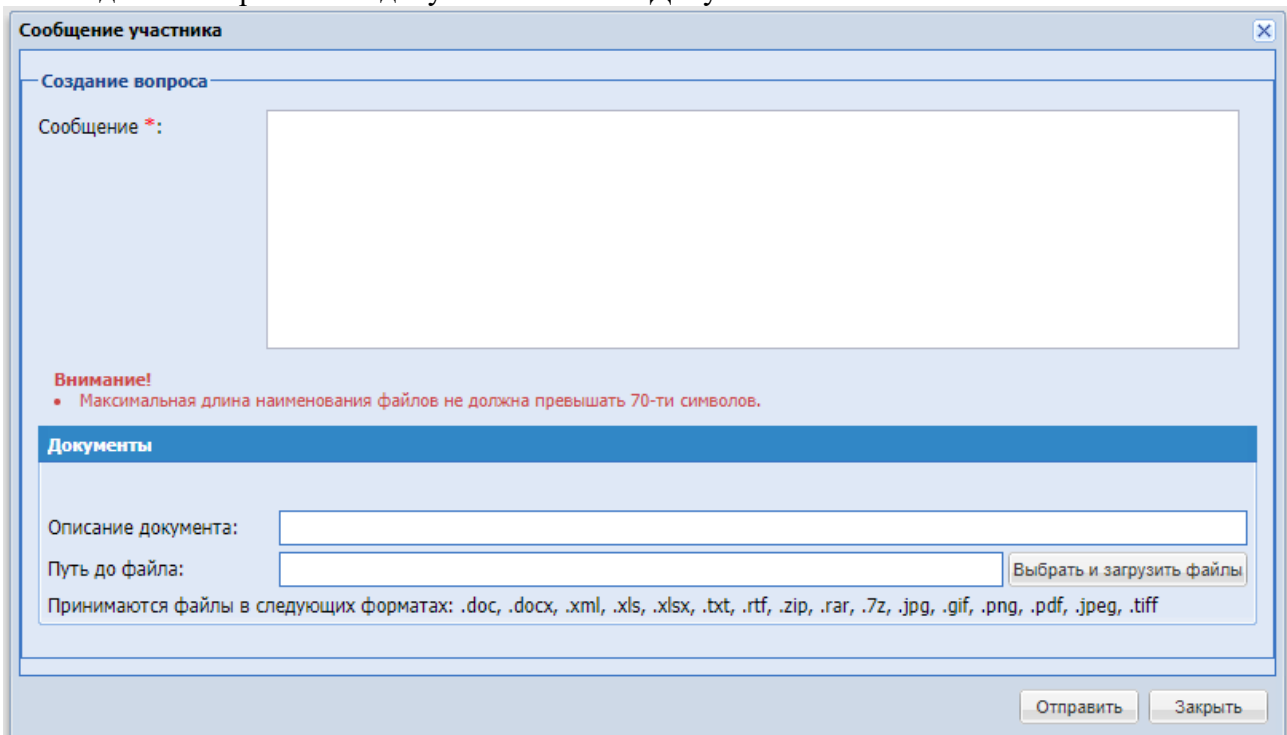 Сообщение участника
Создание вопроса
Сообщение *:
Внимание!
• Максимальная длина наименования файлов не должна превышать 70-ти символов.
Документы
Описание документа:
Путь до файла:
Выбрать и загрузить файлы
Принимаются файлы в следующих форматах: .doc, .docx, .xml, .xls, .xlsx, .txt, .rtf, .zip, .rar, .7z, .jpg, .gif, .png, .pdf, .jpeg, .tiff
Отправить
Закрыть